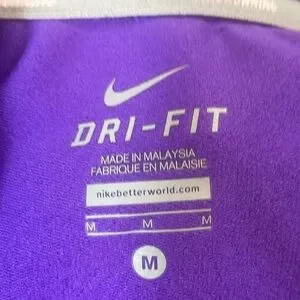 DRI-FIT
MADE IN MALAYSIA
FABRIQUE EN MALAISIE
nikebetterworld.com
M M M
M